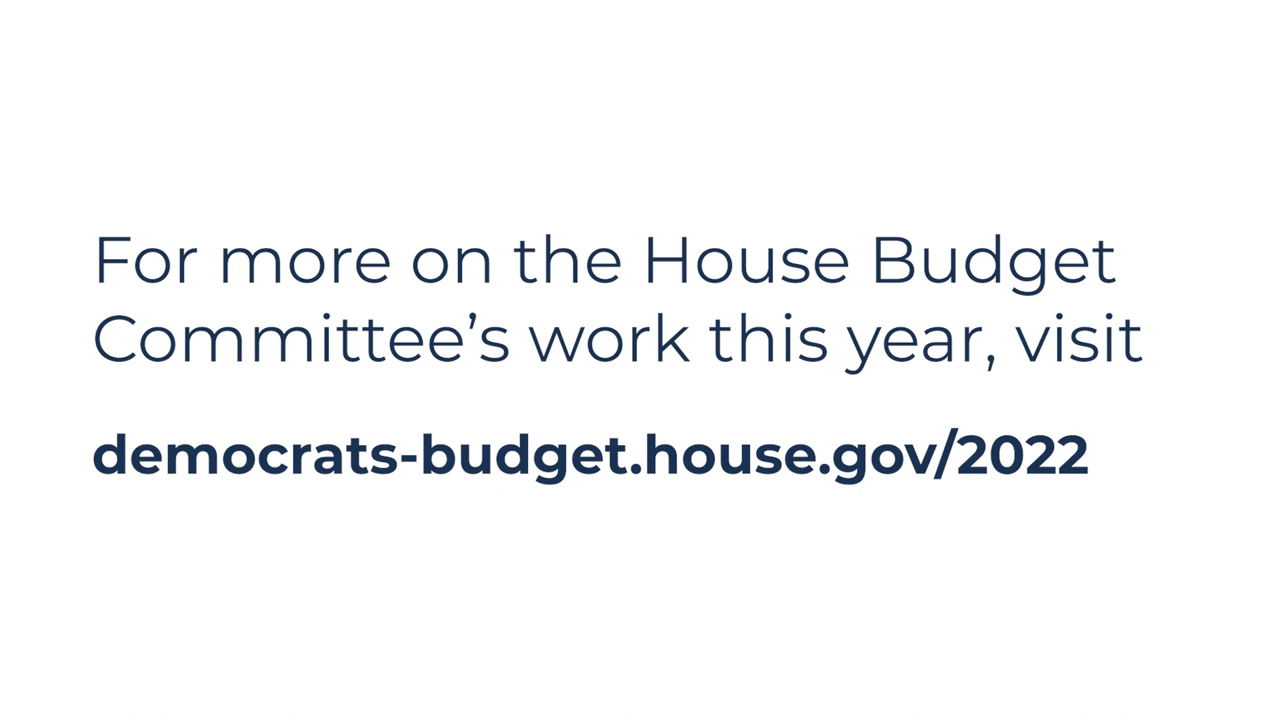 For more on the House Budget
Committee’s work this year, visit
democrats-budget.house.gov/2022